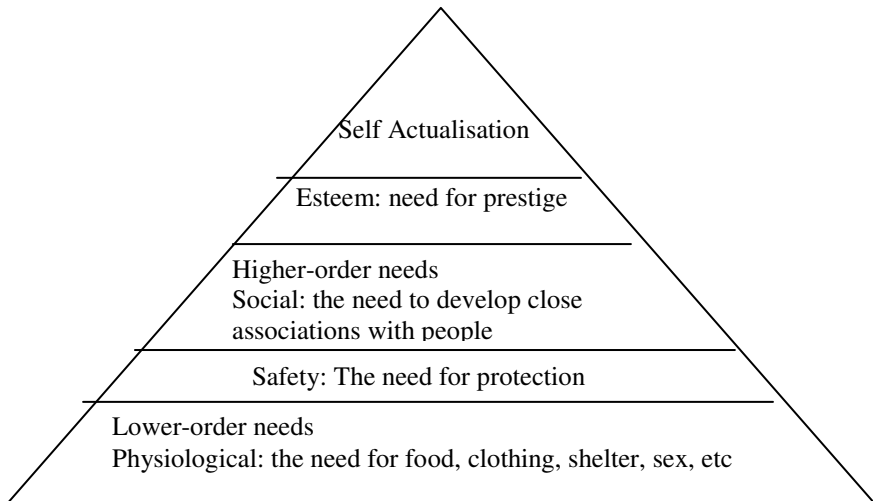 Self Actualisation
Esteem: need for prestige
Higher-order needs
Social: the need to develop close
associations with people
Safety: The need for protection
Lower-order needs
Physiological: the need for food, clothing, shelter, sex, etc